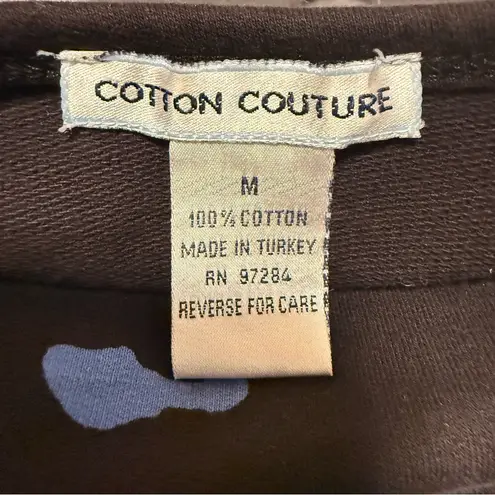 COTTON COUTURE
M
100% COTTON
MADE IN TURKEY
RN 97284
REVERSE FOR CARE